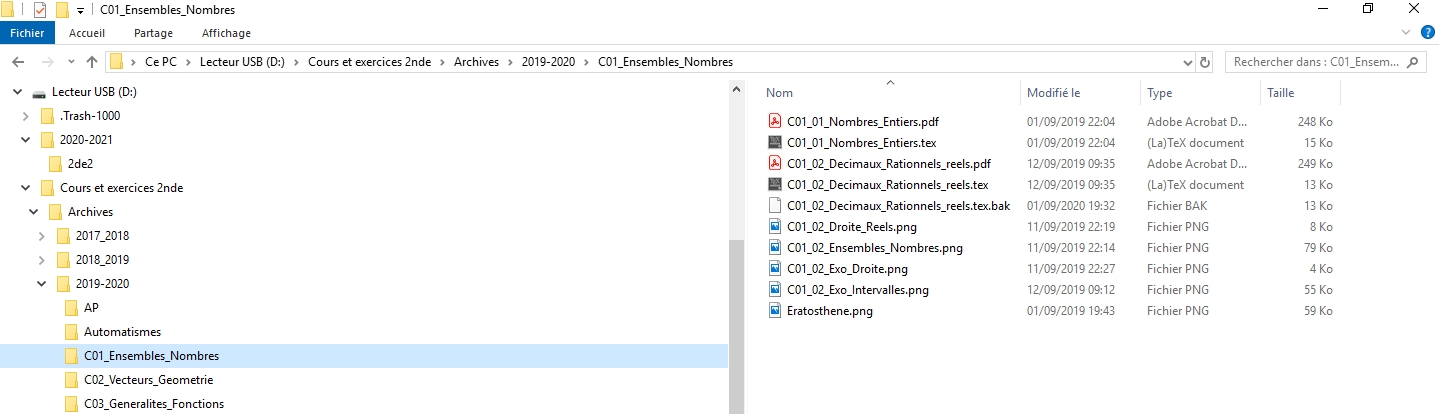 C01_Ensembles_Nombres
Fichier Accueil Partage Affichage
Ce PC Lecteur USB (D:) Cours et exercices 2nde Archives 2019-2020 C01_Ensembles_Nombres Rechercher dans : C01_Ensem...
Lecteur USB (D:)
.Trash-1000
2020-2021
2de2
Cours et exercices 2nde
Archives
2017_2018
2018_2019
2019-2020
AP
Automatismes
C01_Ensembles_Nombres
C02_Vecteurs_Geometrie
C03_Generalites_Fonctions
Nom Modifié le Type Taille
C01_01_Nombres_Entiers.pdf 01/09/2019 22:04 Adobe Acrobat D... 248 Ko
C01_01_Nombres_Entiers.tex 01/09/2019 22:04 (La)TeX document 15 Ko
C01_02_Decimaux_Rationnels_reels.pdf 12/09/2019 09:35 Adobe Acrobat D... 249 Ko
C01_02_Decimaux_Rationnels_reels.tex 12/09/2019 09:35 (La)TeX document 13 Ko
C01_02_Decimaux_Rationnels_reels.tex.bak 01/09/2020 19:32 Fichier BAK 13 Ko
C01_02_Droite_Reels.png 11/09/2019 22:19 Fichier PNG 8 Ko
C01_02_Ensembles_Nombres.png 11/09/2019 22:14 Fichier PNG 79 Ko
C01_02_Exo_Droite.png 11/09/2019 22:27 Fichier PNG 4 Ko
C01_02_Exo_Intervalles.png 12/09/2019 09:12 Fichier PNG 55 Ko
Eratosthene.png 01/09/2019 19:43 Fichier PNG 59 Ko